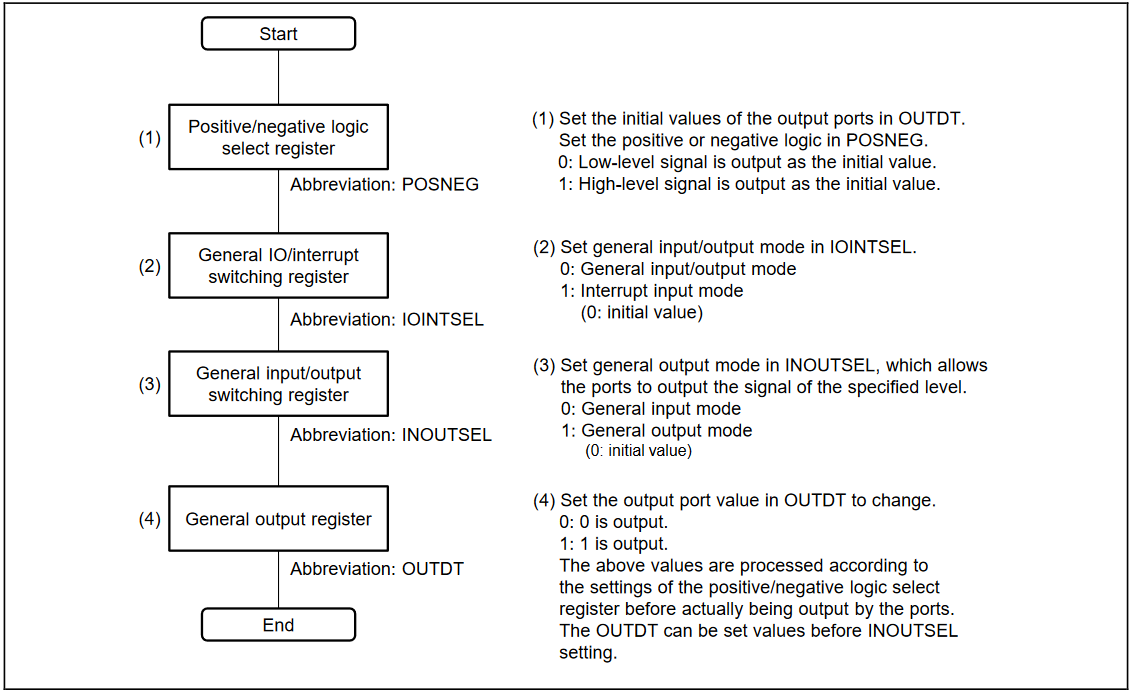 Start
(1)
Positive/negative logic
select register
Abbreviation: POSNEG
(1) Set the initial values of the output ports in OUTDT.
Set the positive or negative logic in POSNEG.
0: Low-level signal is output as the initial value.
1: High-level signal is output as the initial value.
(2)
General IO/interrupt
switching register
Abbreviation: IOINTSEL
(2) Set general input/output mode in IOINTSEL.
0: General input/output mode
1: Interrupt input mode
(0: initial value)
(3)
General input/output
switching register
Abbreviation: INOUTSEL
(3) Set general output mode in INOUTSEL, which allows
the ports to output the signal of the specified level.
0: General input mode
1: General output mode
(0: initial value)
(4)
General output register
Abbreviation: OUTDT
(4) Set the output port value in OUTDT to change.
0: 0 is output.
1: 1 is output.
The above values are processed according to
the settings of the positive/negative logic select
register before actually being output by the ports.
The OUTDT can be set values before INOUTSEL
setting.
End